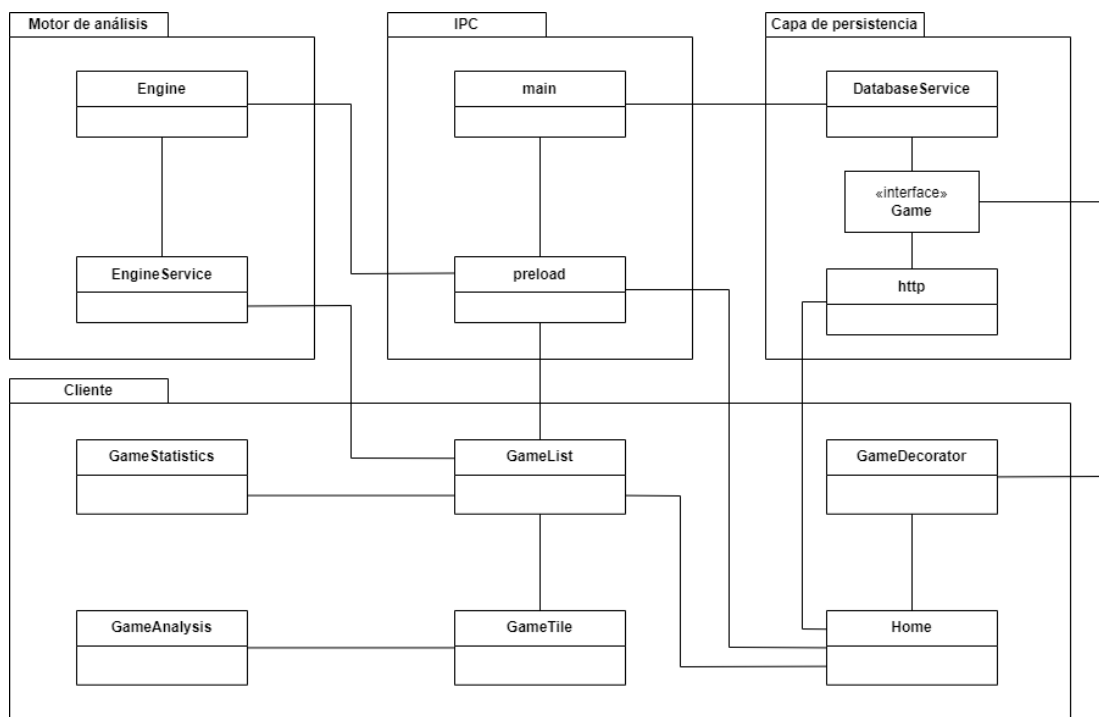 Motor de análisis
IPC
Capa de persistencia
Engine
main
DatabaseService
«interface»
Game
EngineService
preload
http
Cliente
GameStatistics
GameList
GameDecorator
GameAnalysis
GameTile
Home